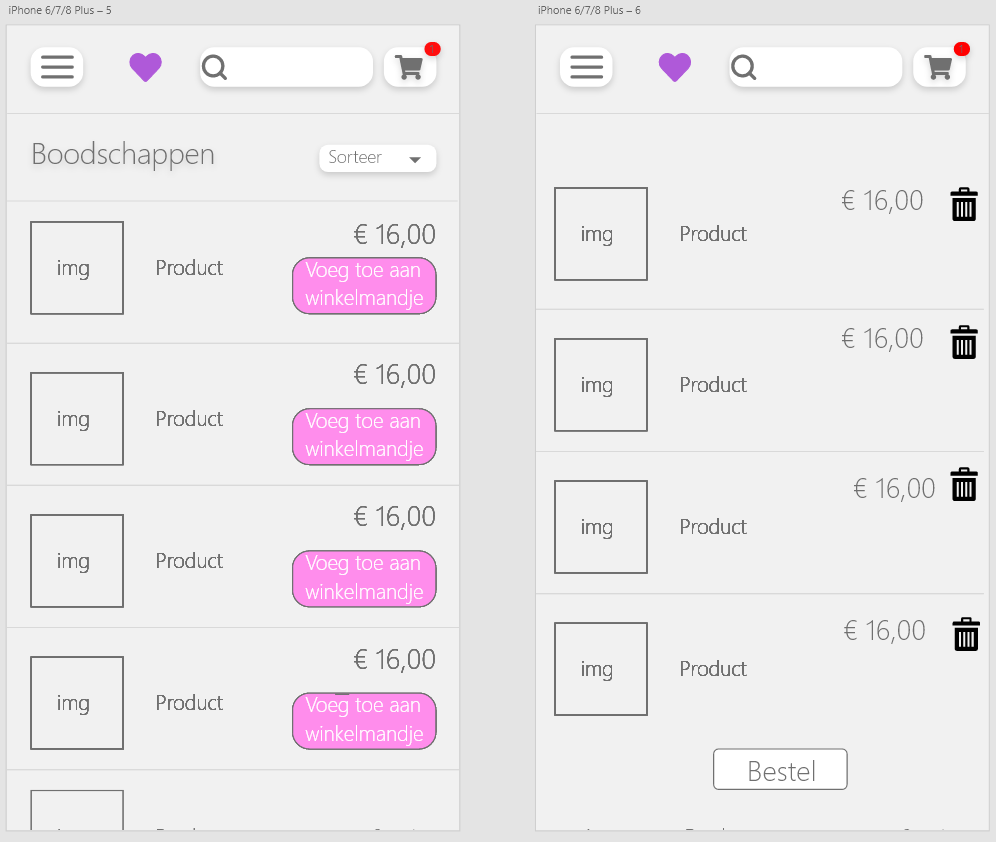 iPhone 6/7/8 Plus – 5
Boodschappen
Sorteer
img
Product
€ 16,00
Voeg toe aan
winkelmandje
img
Product
€ 16,00
Voeg toe aan
winkelmandje
img
Product
€ 16,00
Voeg toe aan
winkelmandje
img
Product
€ 16,00
Voeg toe aan
winkelmandje
iPhone 6/7/8 Plus – 6
img
Product
€ 16,00
img
Product
€ 16,00
img
Product
€ 16,00
img
Product
€ 16,00
Bestel